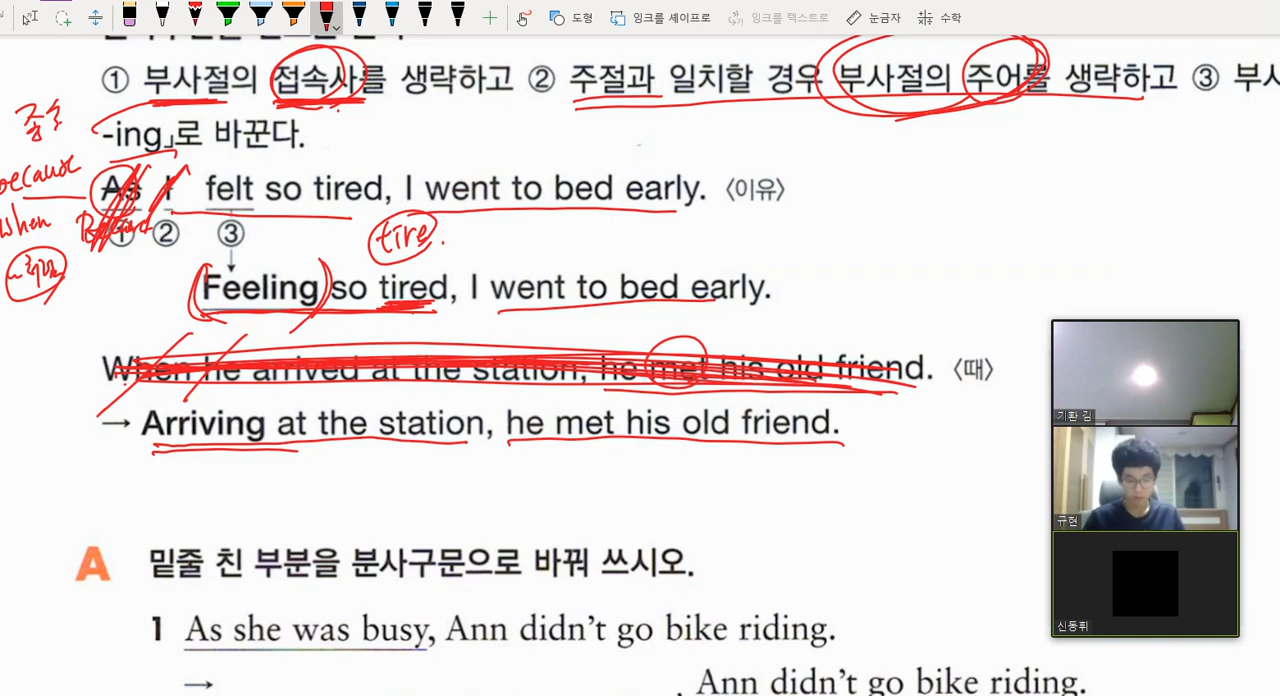 도형 잉크를 셰이프로 잉크를 텍스트로 눈금자 수학
① 부사절의 접속사를 생략하고 ② 주절과 일치할 경우 부사절의 주어를 생략하고 ③ 부사
-ing」로 바꾼다.
because
As I felt so tired, I went to bed early. 〈이유〉
When
① ② ③
tire.
↓
Feeling so tired, I went to bed early.
When he arrived at the station, he met his old friend. 〈때〉
→ Arriving at the station, he met his old friend.
기환 김
규현
신동휘
A 밑줄 친 부분을 분사구문으로 바꿔 쓰시오.
1 As she was busy, Ann didn't go bike riding.
→ , Ann didn't go bike riding.